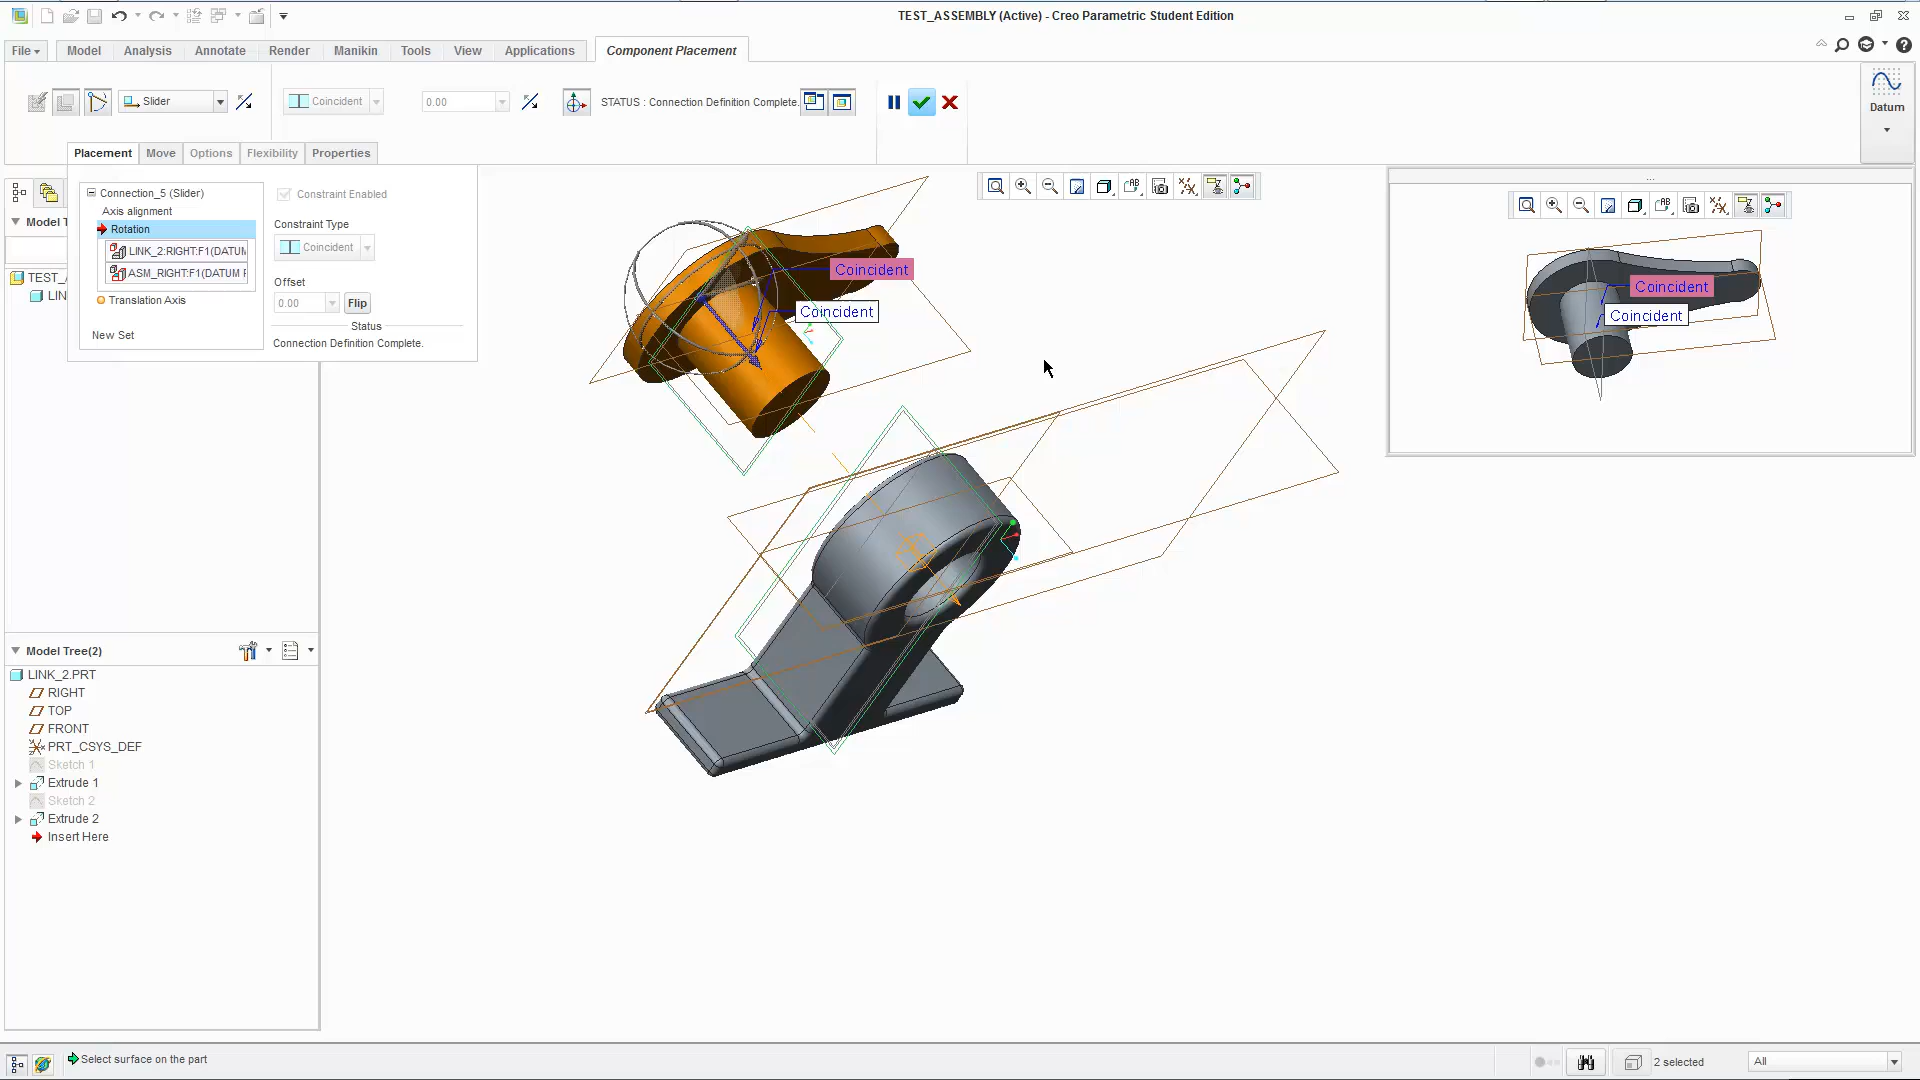 TEST_ASSEMBLY (Active) - Creo Parametric Student Edition
File Model Analysis Annotate Render Manikin Tools View Applications Component Placement
Slider Coincident 0.00 STATUS : Connection Definition Complete.
Datum
Placement Move Options Flexibility Properties
Connection_5 (Slider)
Axis alignment
Rotation
LINK_2:RIGHT:F1(DATUM
ASM_RIGHT:F1(DATUM
Translation Axis
New Set
Constraint Enabled
Constraint Type
Coincident
Offset
0.00 Flip
Status
Connection Definition Complete.
Model T
TEST_
LIN
Coincident
Coincident
...
Coincident
Coincident
Model Tree(2)
LINK_2.PRT
RIGHT
TOP
FRONT
PRT_CSYS_DEF
Sketch 1
Extrude 1
Sketch 2
Extrude 2
Insert Here
Select surface on the part
2 selected All